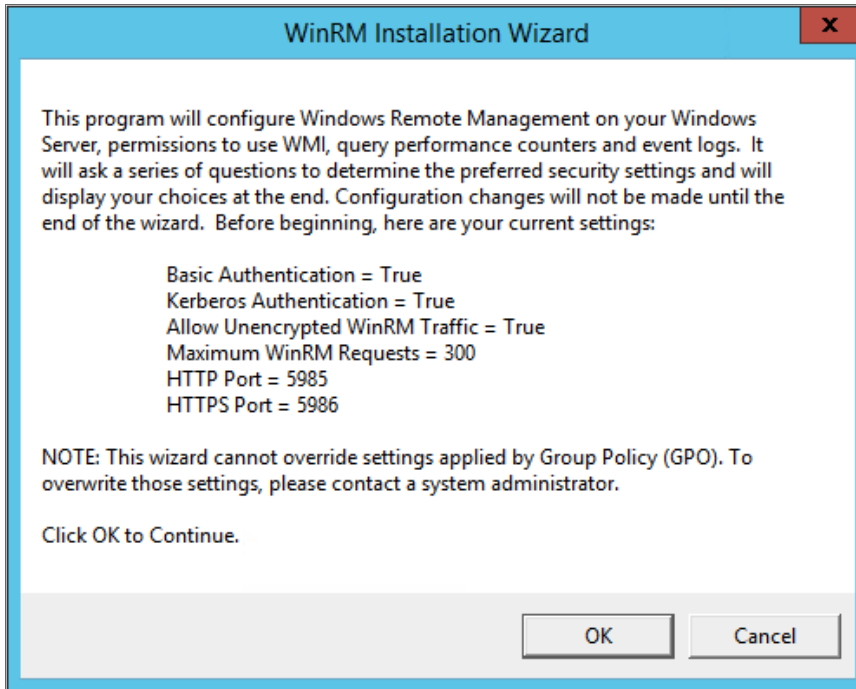 WinRM Installation Wizard
X
This program will configure Windows Remote Management on your Windows
Server, permissions to use WMI, query performance counters and event logs.  It
will ask a series of questions to determine the preferred security settings and will
display your choices at the end. Configuration changes will not be made until the
end of the wizard.  Before beginning, here are your current settings:
Basic Authentication = True
Kerberos Authentication = True
Allow Unencrypted WinRM Traffic = True
Maximum WinRM Requests = 300
HTTP Port = 5985
HTTPS Port = 5986
NOTE: This wizard cannot override settings applied by Group Policy (GPO). To
overwrite those settings, please contact a system administrator.
Click OK to Continue.
OK
Cancel